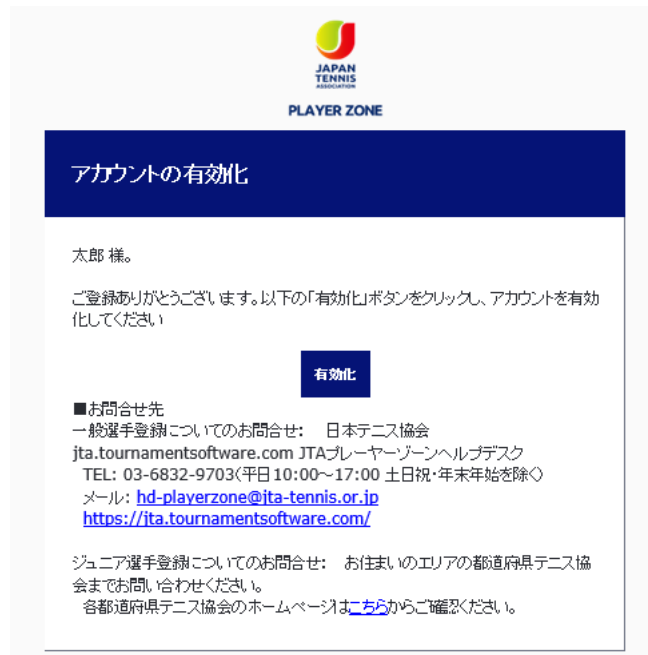 JAPAN
TENNIS
ASSOCIATION
PLAYER ZONE
アカウントの有効化
太郎 様。
ご登録ありがとうございます。以下の「有効化」ボタンをクリックし、アカウントを有効
化してください
有効化
■お問合せ先
一般選手登録についてのお問合せ: 日本テニス協会
jta.tournamentsoftware.com JTAプレーヤーゾーンヘルプデスク
TEL: 03-6832-9703(平日10:00~17:00 土日祝・年末年始を除く)
メール: hd-playerzone@jta-tennis.or.jp
https://jta.tournamentsoftware.com/
ジュニア選手登録についてのお問合せ: お住まいのエリアの都道府県テニス協
会までお問い合わせください。
各都道府県テニス協会のホームページはこちらからご確認ください。